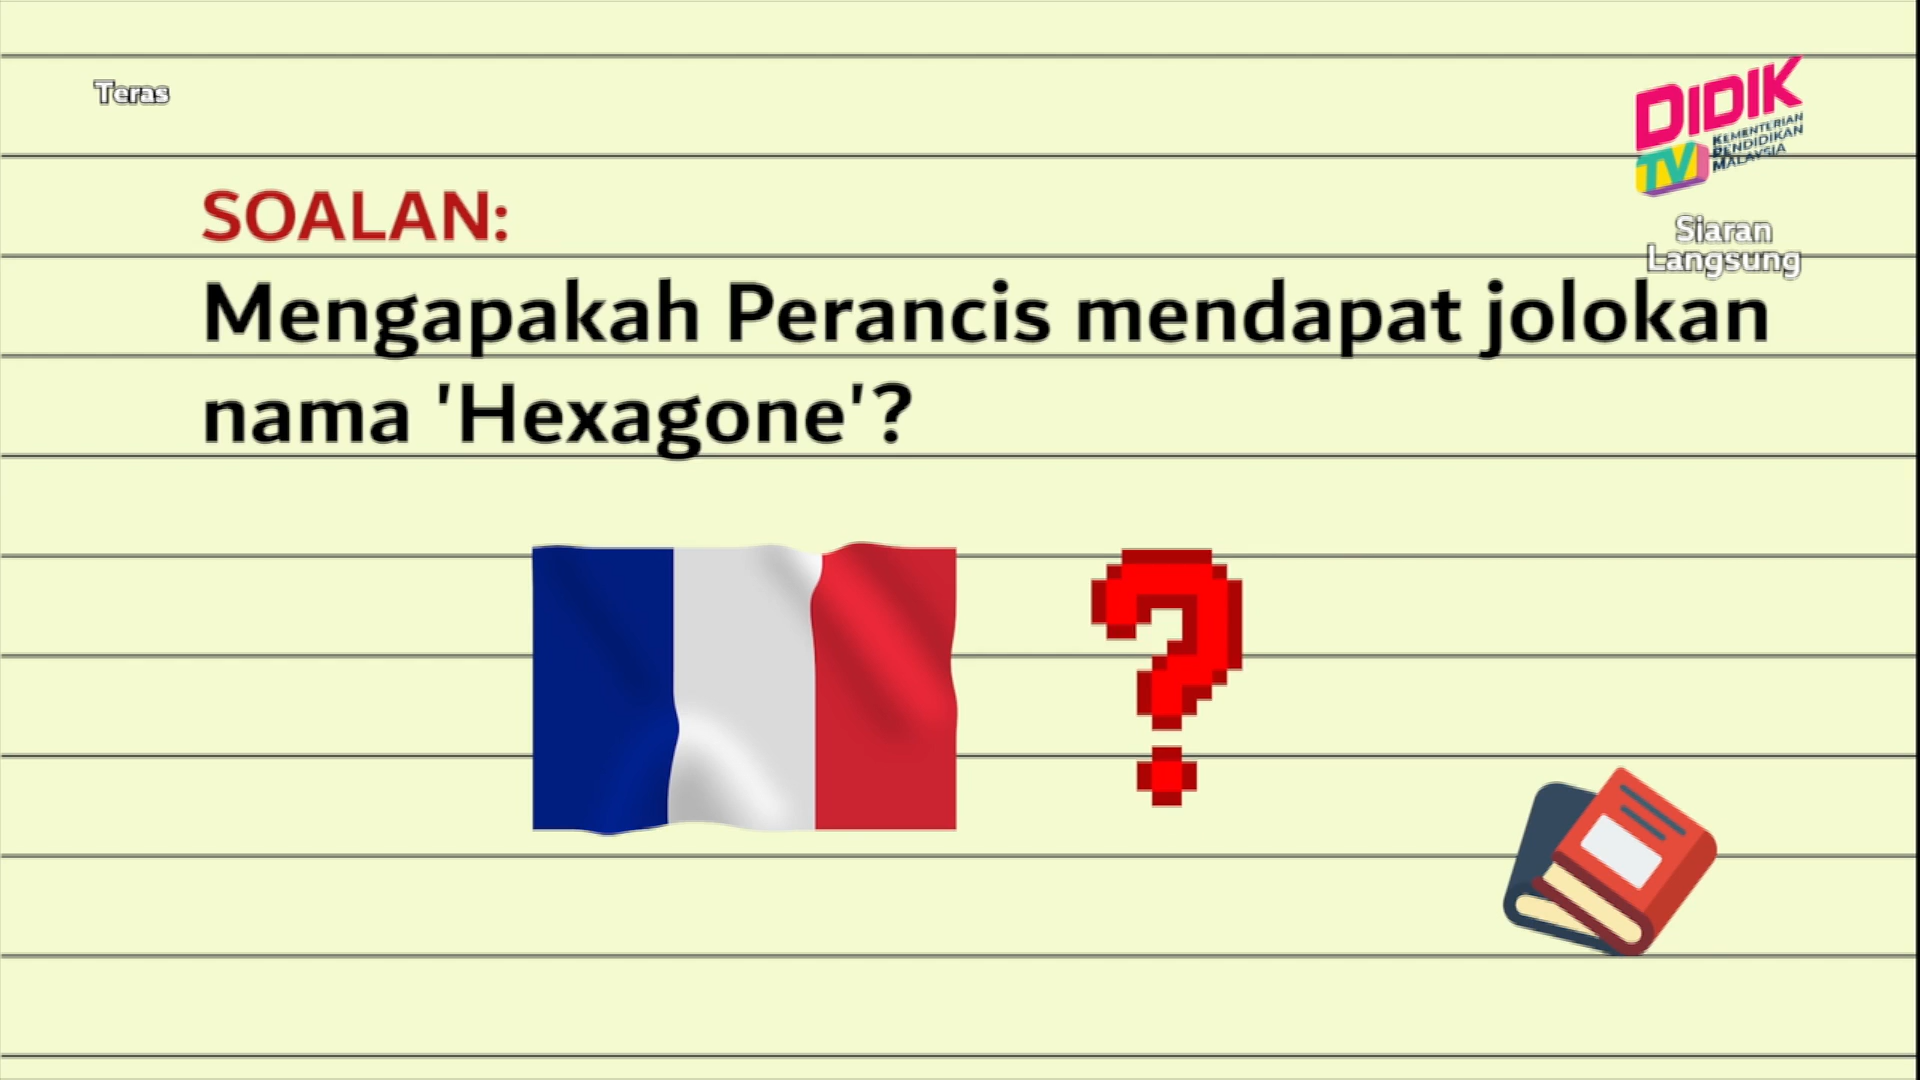 Teras
DIDIK
TV
KEMENTERIAN
PENDIDIKAN
MALAYSIA
Siaran
Langsung
SOALAN:
Mengapakah Perancis mendapat jolokan
nama 'Hexagone'?